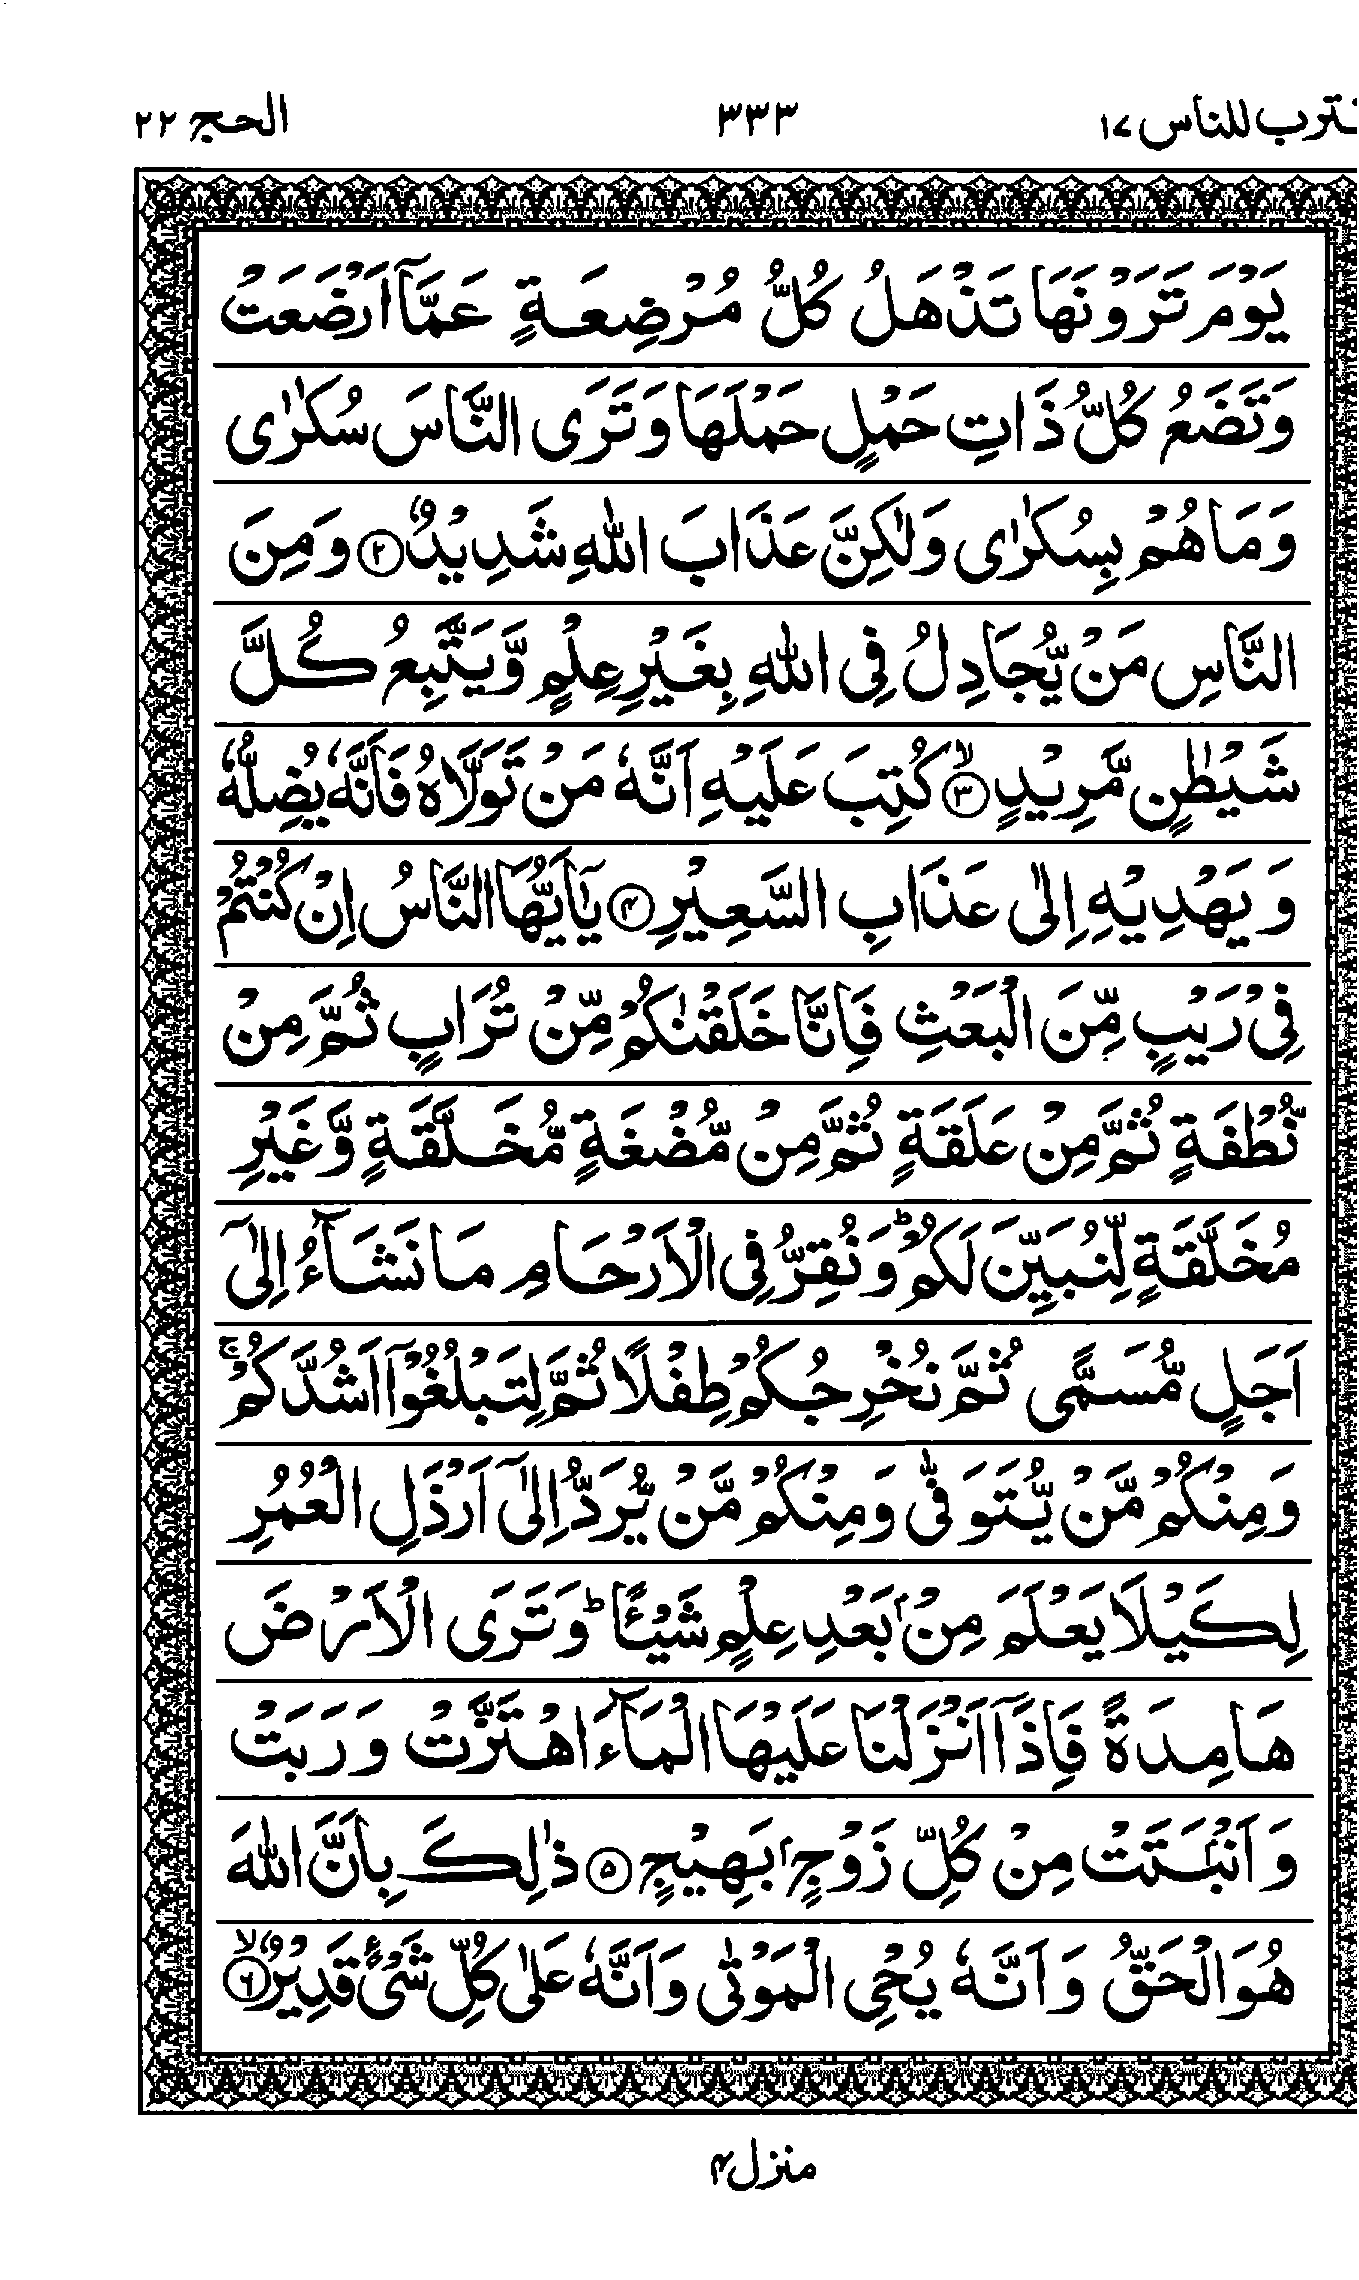 قترب للناس ١٧ ٣٣٣ الحج ٢٢
يَوْمَ تَرَوْنَهَا تَذْهَلُ كُلُّ مُرْضِعَةٍ عَمَّآ اَرْضَعَتْ
وَتَضَعُ كُلُّ ذَاتِ حَمْلٍ حَمْلَهَا وَتَرَى النَّاسَ سُكٰرٰى
وَمَا هُمْ بِسُكٰرٰى وَلٰكِنَّ عَذَابَ اللّٰهِ شَدِيْدٌ ۝٢ وَمِنَ
النَّاسِ مَنْ يُّجَادِلُ فِى اللّٰهِ بِغَيْرِ عِلْمٍ وَّيَتَّبِعُ كُلَّ
شَيْطٰنٍ مَّرِيْدٍ ۙ۝٣ كُتِبَ عَلَيْهِ اَنَّهٗ مَنْ تَوَلَّاهُ فَاَنَّهٗ يُضِلُّهٗ
وَيَهْدِيْهِ اِلٰى عَذَابِ السَّعِيْرِ ۝٤ يٰٓاَيُّهَا النَّاسُ اِنْ كُنْتُمْ
فِىْ رَيْبٍ مِّنَ الْبَعْثِ فَاِنَّا خَلَقْنٰكُمْ مِّنْ تُرَابٍ ثُمَّ مِنْ
نُّطْفَةٍ ثُمَّ مِنْ عَلَقَةٍ ثُمَّ مِنْ مُّضْغَةٍ مُّخَلَّقَةٍ وَّغَيْرِ
مُخَلَّقَةٍ لِّنُبَيِّنَ لَكُمْ ؕ وَنُقِرُّ فِى الْاَرْحَامِ مَا نَشَآءُ اِلٰٓى
اَجَلٍ مُّسَمًّى ثُمَّ نُخْرِجُكُمْ طِفْلًا ثُمَّ لِتَبْلُغُوْٓا اَشُدَّكُمْ ۚ
وَمِنْكُمْ مَّنْ يُّتَوَفّٰى وَمِنْكُمْ مَّنْ يُّرَدُّ اِلٰٓى اَرْذَلِ الْعُمُرِ
لِكَيْلَا يَعْلَمَ مِنْۢ بَعْدِ عِلْمٍ شَيْـًٔا ؕ وَتَرَى الْاَرْضَ
هَامِدَةً فَاِذَآ اَنْزَلْنَا عَلَيْهَا الْمَآءَ اهْتَزَّتْ وَرَبَتْ
وَاَنْۢبَتَتْ مِنْ كُلِّ زَوْجٍۭ بَهِيْجٍ ۝٥ ذٰلِكَ بِاَنَّ اللّٰهَ
هُوَ الْحَقُّ وَاَنَّهٗ يُحْىِ الْمَوْتٰى وَاَنَّهٗ عَلٰى كُلِّ شَىْءٍ قَدِيْرٌ ۙ۝٦
منزل ٤